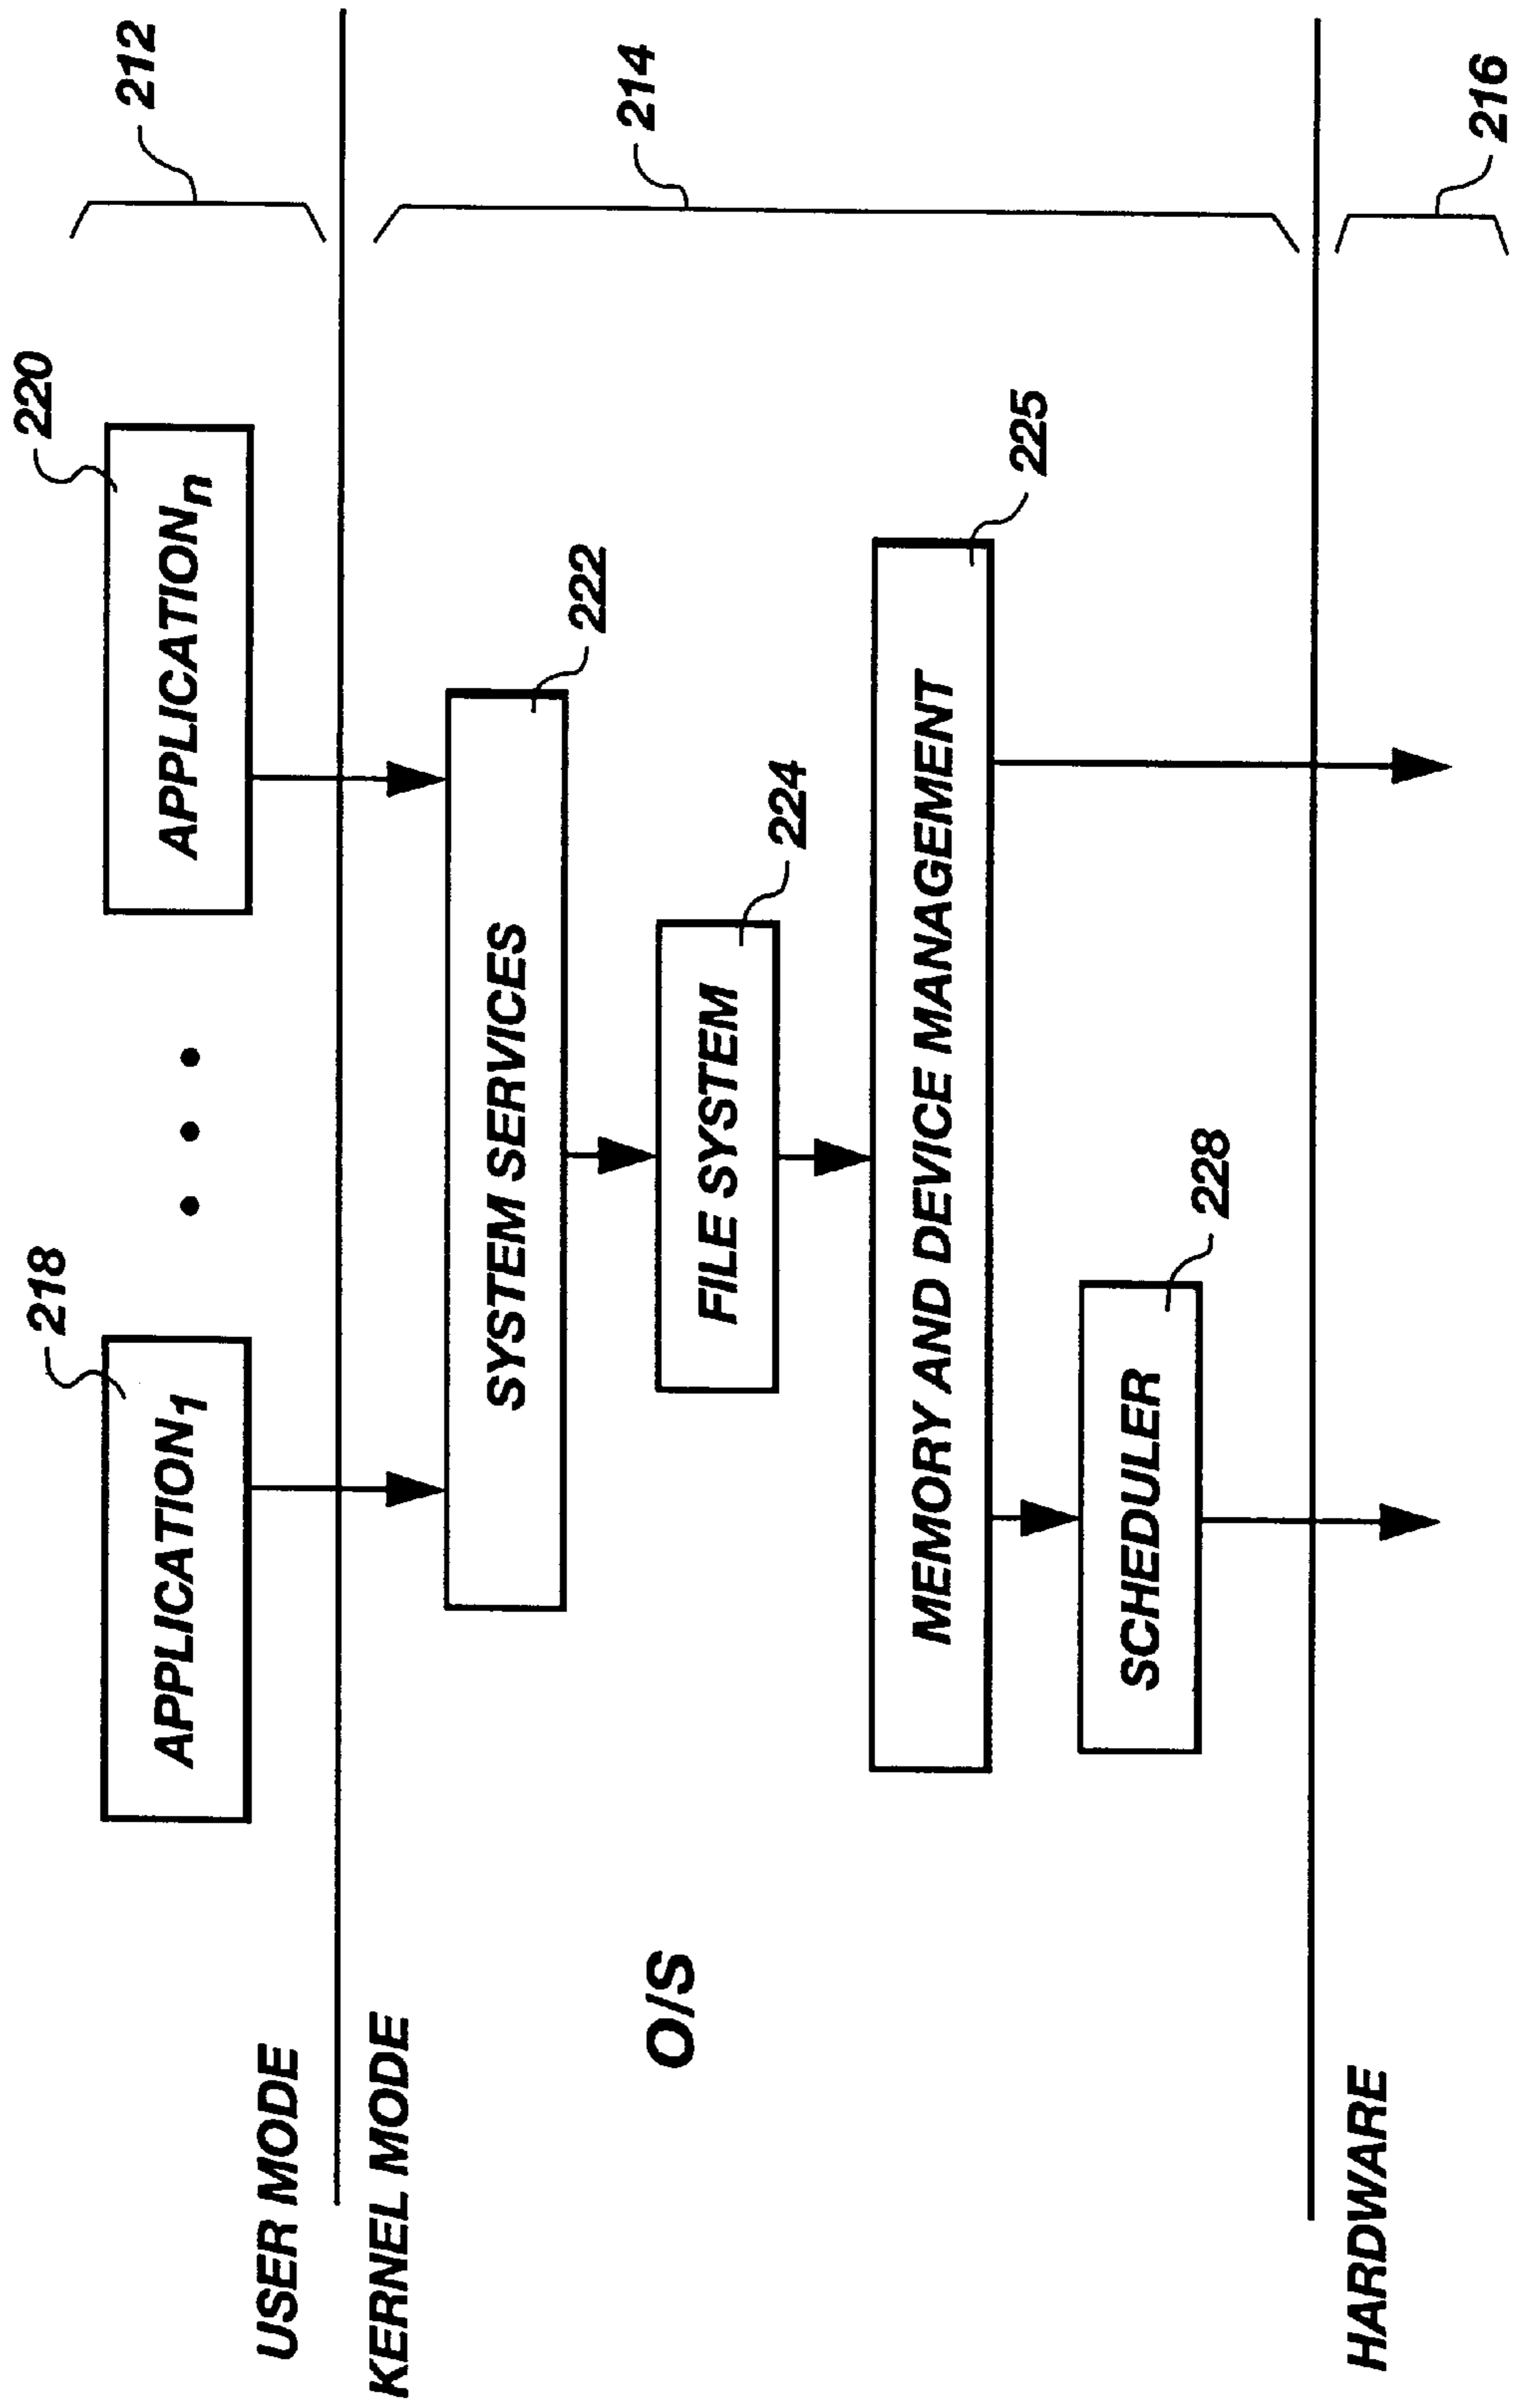 218
220
212
APPLICATION1
APPLICATIONn
USER MODE
KERNEL MODE
222
SYSTEM SERVICES
214
O/S
224
FILE SYSTEM
225
MEMORY AND DEVICE MANAGEMENT
228
SCHEDULER
HARDWARE
216